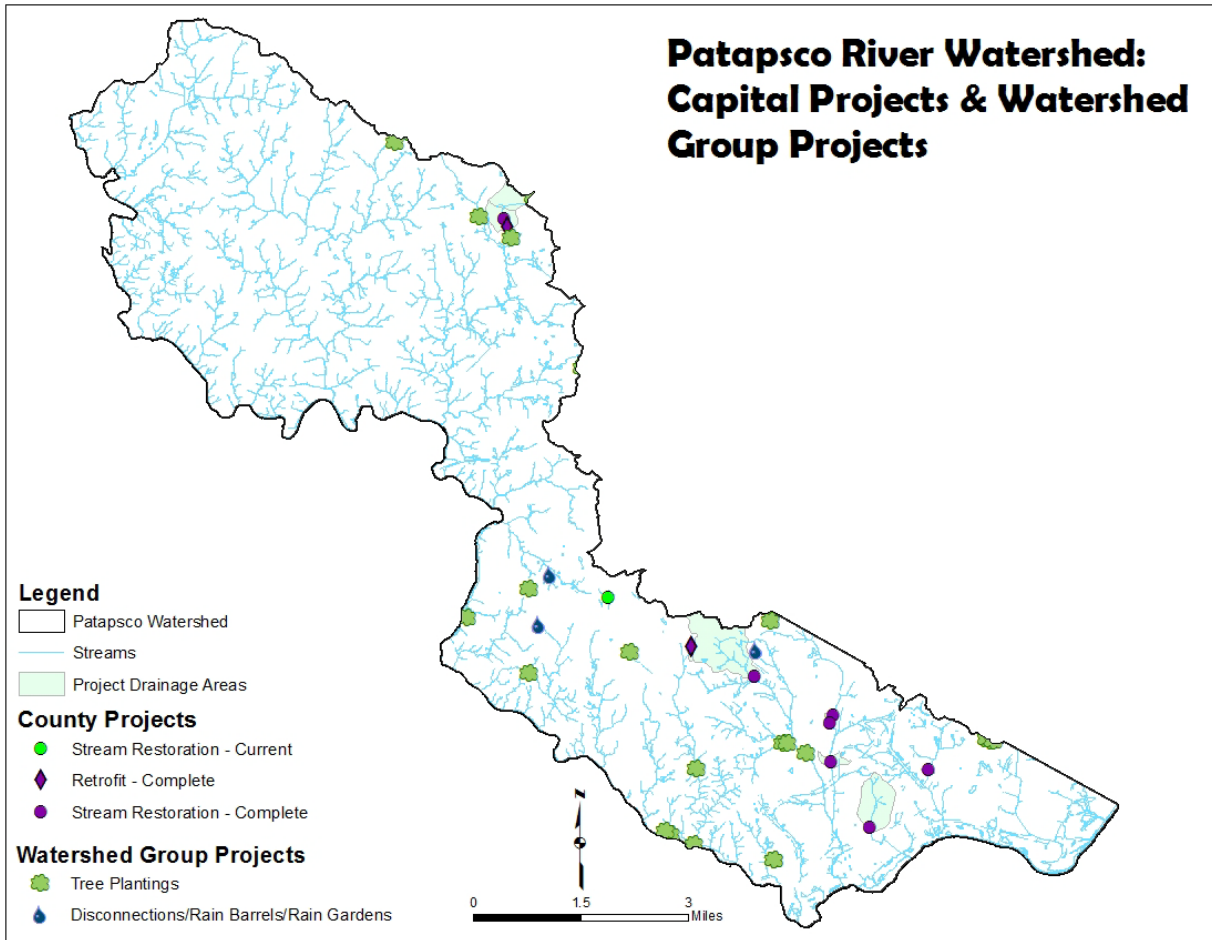 Patapsco River Watershed:
Capital Projects & Watershed
Group Projects
Legend
Patapsco Watershed
Streams
Project Drainage Areas
County Projects
Stream Restoration - Current
Retrofit - Complete
Stream Restoration - Complete
Watershed Group Projects
Tree Plantings
Disconnections/Rain Barrels/Rain Gardens
N
0 1.5 3
Miles